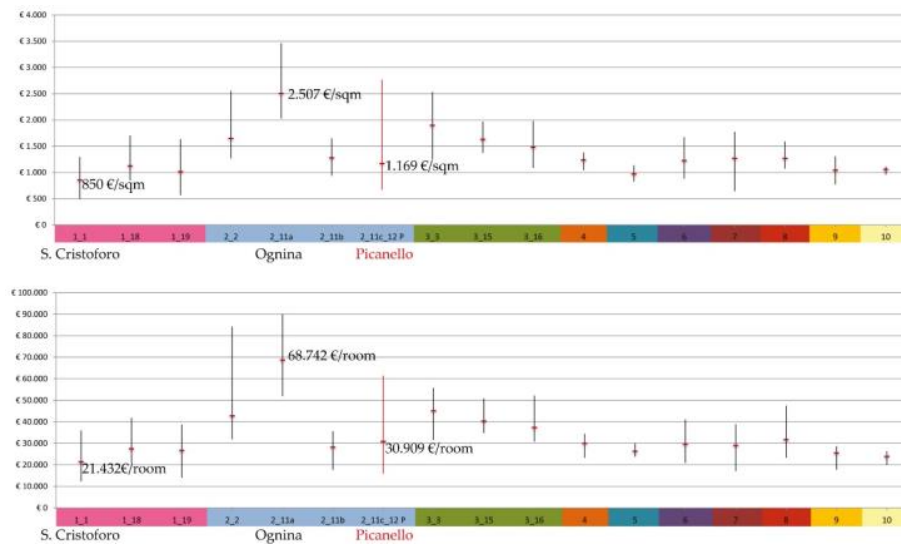 € 4.000
€ 3.500
€ 3.000
€ 2.500
2.507 €/sqm
€ 2.000
€ 1.500
1.169 €/sqm
€ 1.000
850 €/sqm
€ 500
€ 0
1_1 1_18 1_19 2_2 2_11a 2_11b 2_11c_12 P 3_3 3_15 3_16 4 5 6 7 8 9 10
S. Cristoforo Ognina Picanello
€ 100.000
€ 90.000
€ 80.000
€ 70.000
68.742 €/room
€ 60.000
€ 50.000
€ 40.000
€ 30.000
30.909 €/room
€ 20.000
21.432€/room
€ 10.000
€ 0
1_1 1_18 1_19 2_2 2_11a 2_11b 2_11c_12 P 3_3 3_15 3_16 4 5 6 7 8 9 10
S. Cristoforo Ognina Picanello